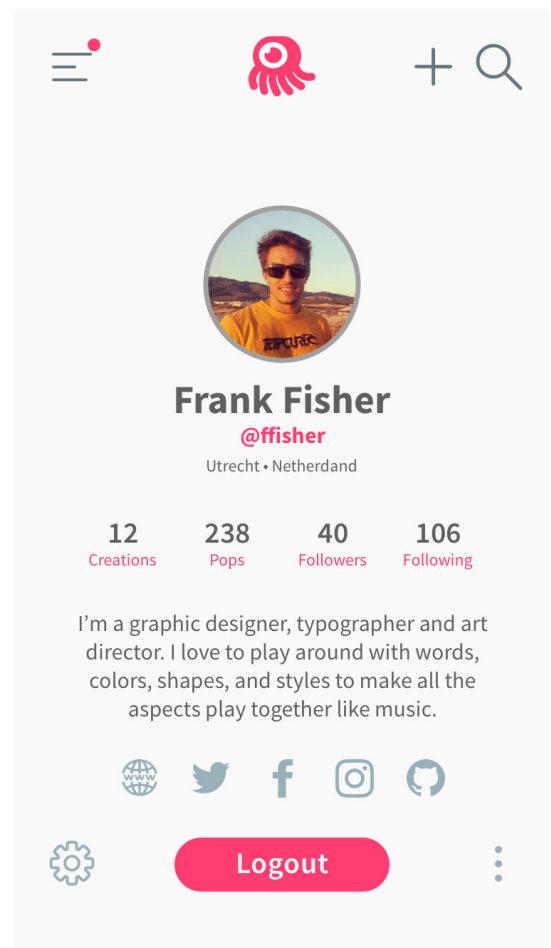 RIPCURL
Frank Fisher
@ffisher
Utrecht • Netherdand
12 238 40 106
Creations Pops Followers Following
I’m a graphic designer, typographer and art
director. I love to play around with words,
colors, shapes, and styles to make all the
aspects play together like music.
WWW
Logout